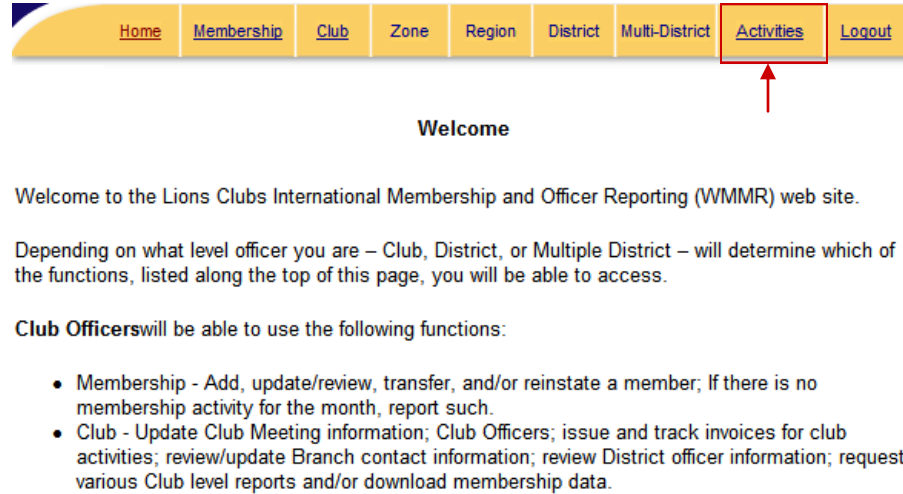 Home Membership Club Zone Region District Multi-District Activities Logout
Welcome
Welcome to the Lions Clubs International Membership and Officer Reporting (WMMR) web site.
Depending on what level officer you are – Club, District, or Multiple District – will determine which of
the functions, listed along the top of this page, you will be able to access.
Club Officerswill be able to use the following functions:
• Membership - Add, update/review, transfer, and/or reinstate a member; If there is no
membership activity for the month, report such.
• Club - Update Club Meeting information; Club Officers; issue and track invoices for club
activities; review/update Branch contact information; review District officer information; request
various Club level reports and/or download membership data.